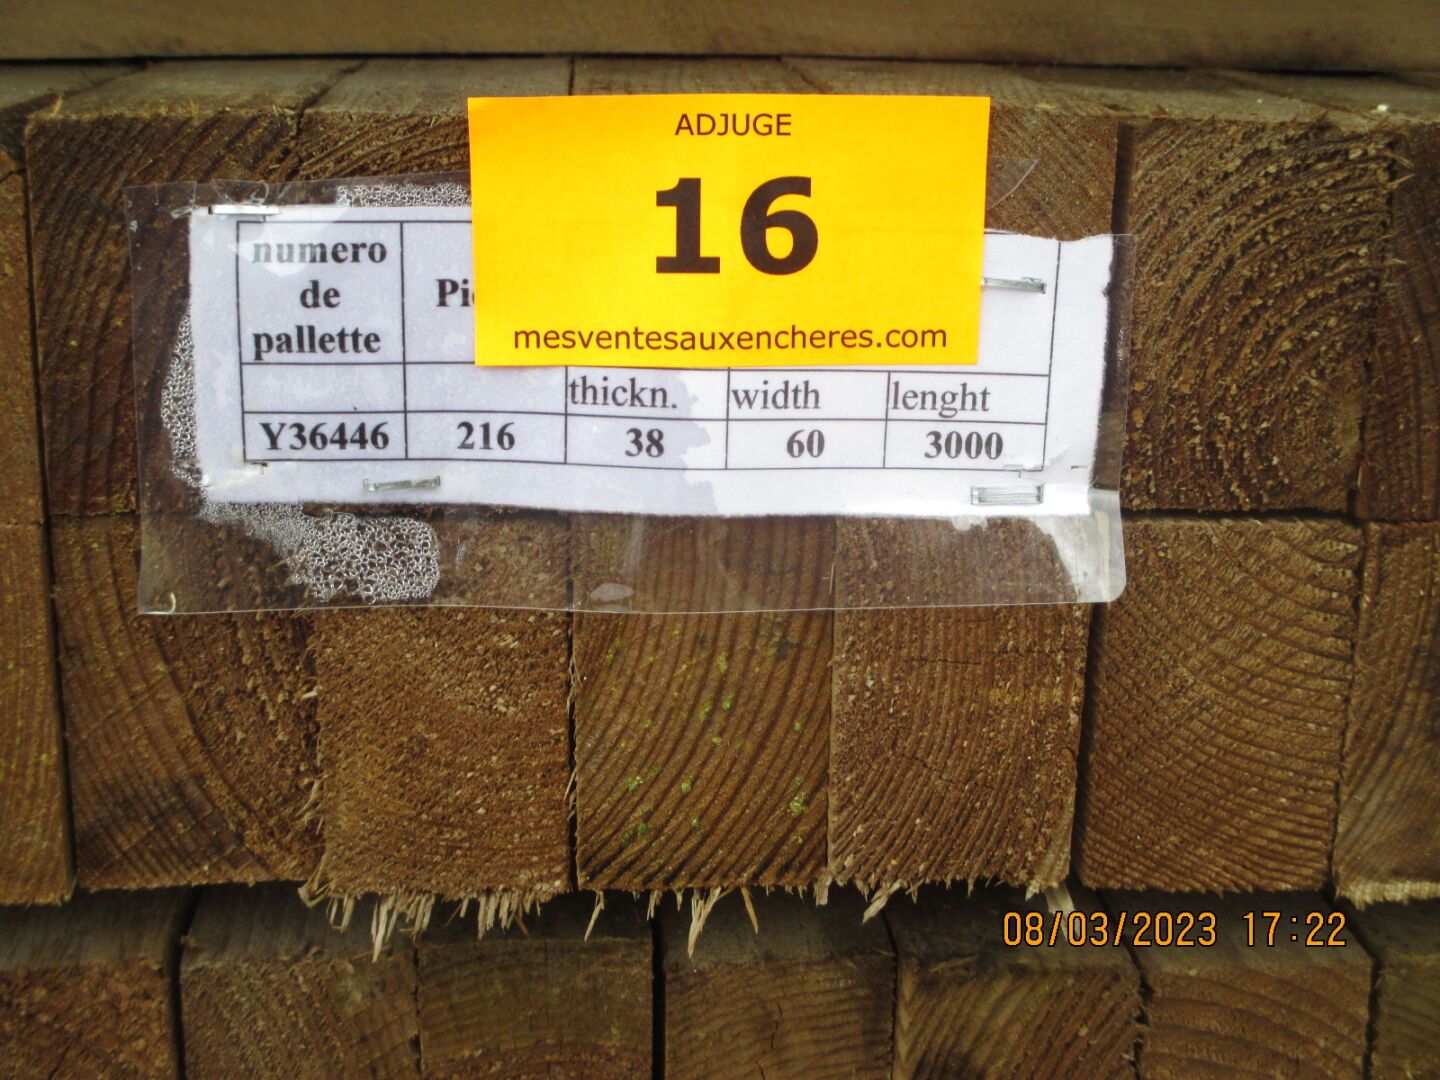 ADJUGE
16
mesventesauxencheres.com
numero
de
pallette
thickn. width lenght
Y36446 216 38 60 3000
08/03/2023 17:22